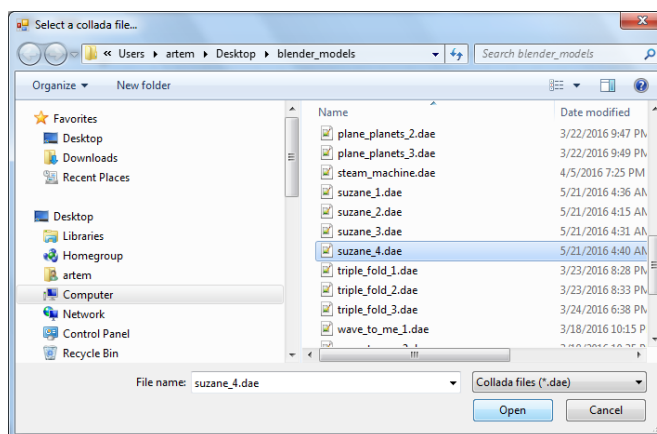 Select a collada file...
« Users › artem › Desktop › blender_models
Search blender_models
Organize
New folder
Favorites
Desktop
Downloads
Recent Places
Desktop
Libraries
Homegroup
artem
Computer
Network
Control Panel
Recycle Bin
Name Date modified
plane_planets_2.dae 3/22/2016 9:47 PM
plane_planets_3.dae 3/22/2016 9:49 PM
steam_machine.dae 4/5/2016 7:25 PM
suzane_1.dae 5/21/2016 4:36 AM
suzane_2.dae 5/21/2016 4:15 AM
suzane_3.dae 5/21/2016 4:31 AM
suzane_4.dae 5/21/2016 4:40 AM
triple_fold_1.dae 3/23/2016 8:28 PM
triple_fold_2.dae 3/23/2016 8:33 PM
triple_fold_3.dae 3/24/2016 6:38 PM
wave_to_me_1.dae 3/18/2016 10:15 P
File name: suzane_4.dae
Collada files (*.dae)
Open Cancel